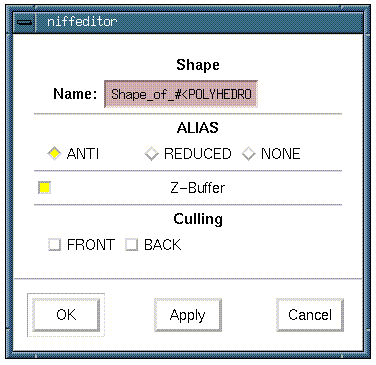 niffeditor
Shape
Name: Shape_of_#<POLYHEDRO
ALIAS
ANTI REDUCED NONE
Z-Buffer
Culling
FRONT BACK
OK Apply Cancel